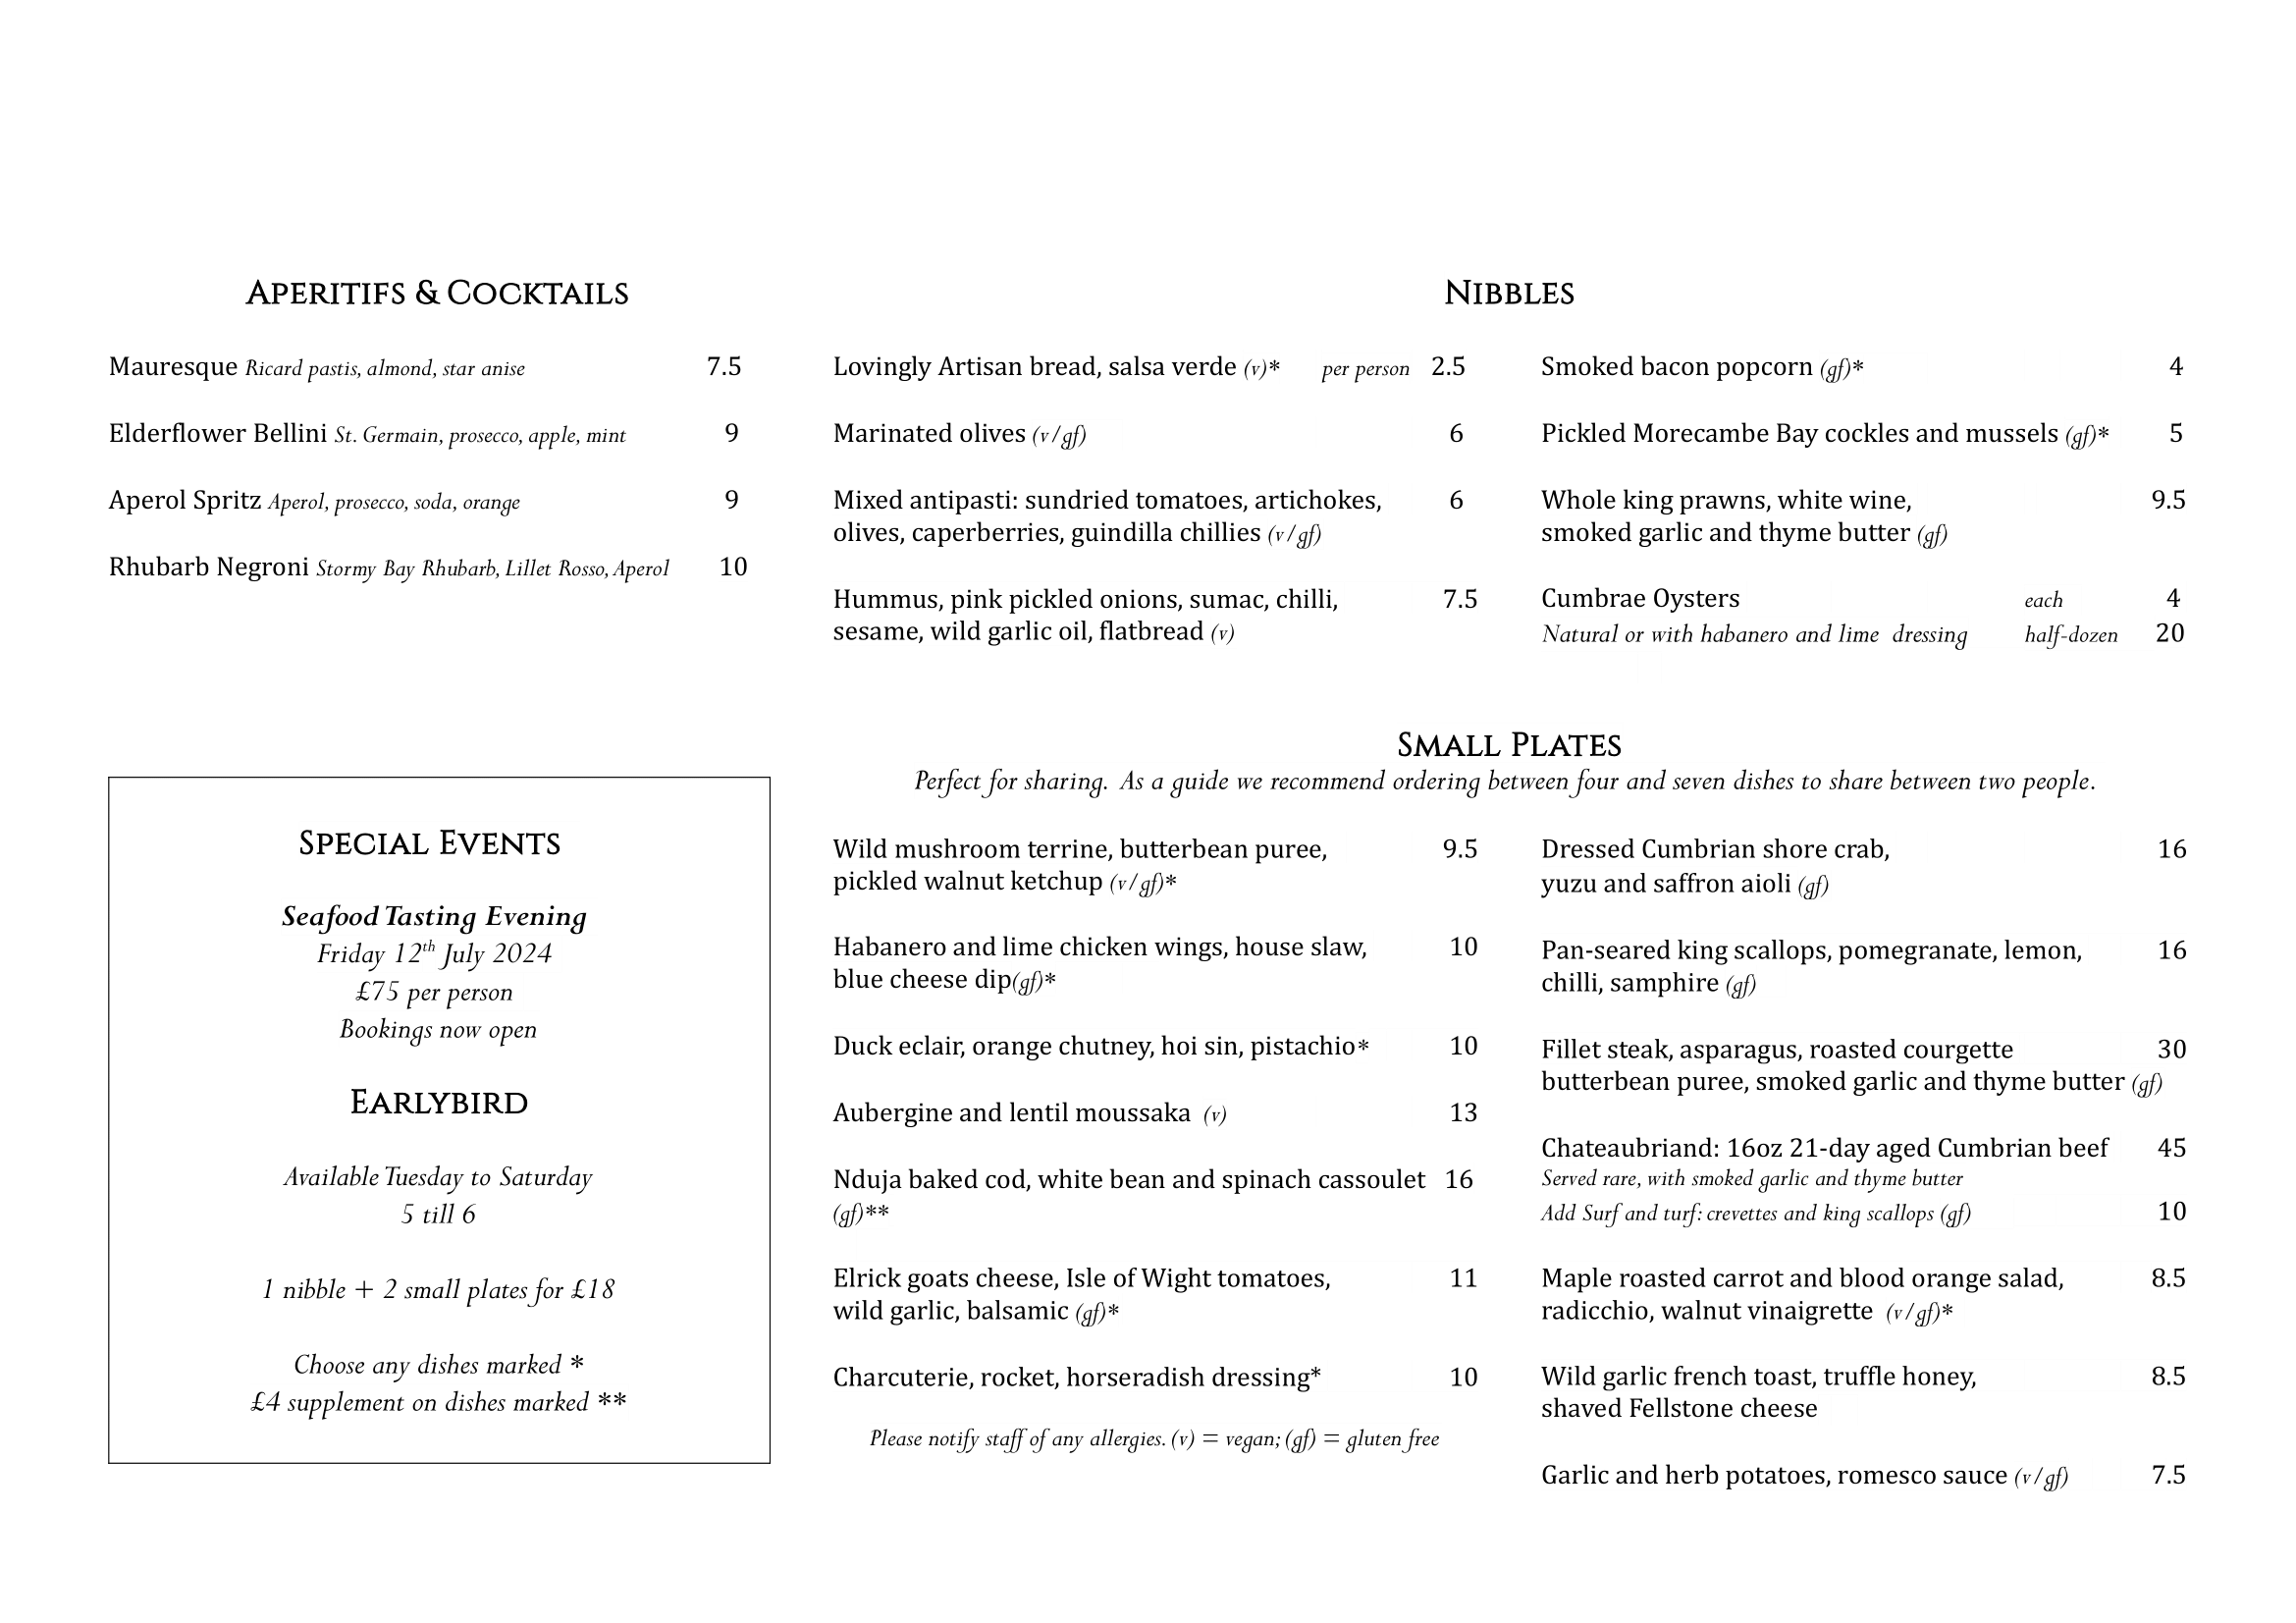 Aperitifs & Cocktails
Mauresque Ricard pastis, almond, star anise 7.5
Elderflower Bellini St. Germain, prosecco, apple, mint 9
Aperol Spritz Aperol, prosecco, soda, orange 9
Rhubarb Negroni Stormy Bay Rhubarb, Lillet Rosso, Aperol 10
Nibbles
Lovingly Artisan bread, salsa verde (v)* per person 2.5
Marinated olives (v/gf) 6
Mixed antipasti: sundried tomatoes, artichokes, 6
olives, caperberries, guindilla chillies (v/gf)
Hummus, pink pickled onions, sumac, chilli, 7.5
sesame, wild garlic oil, flatbread (v)
Smoked bacon popcorn (gf)* 4
Pickled Morecambe Bay cockles and mussels (gf)* 5
Whole king prawns, white wine, 9.5
smoked garlic and thyme butter (gf)
Cumbrae Oysters each 4
Natural or with habanero and lime dressing half-dozen 20
Special Events
Seafood Tasting Evening
Friday 12th July 2024
£75 per person
Bookings now open
Earlybird
Available Tuesday to Saturday
5 till 6
1 nibble + 2 small plates for £18
Choose any dishes marked *
£4 supplement on dishes marked **
Small Plates
Perfect for sharing. As a guide we recommend ordering between four and seven dishes to share between two people.
Wild mushroom terrine, butterbean puree, 9.5
pickled walnut ketchup (v/gf)*
Habanero and lime chicken wings, house slaw, 10
blue cheese dip(gf)*
Duck eclair, orange chutney, hoi sin, pistachio* 10
Aubergine and lentil moussaka (v) 13
Nduja baked cod, white bean and spinach cassoulet 16
(gf)**
Elrick goats cheese, Isle of Wight tomatoes, 11
wild garlic, balsamic (gf)*
Charcuterie, rocket, horseradish dressing* 10
Please notify staff of any allergies. (v) = vegan; (gf) = gluten free
Dressed Cumbrian shore crab, 16
yuzu and saffron aioli (gf)
Pan-seared king scallops, pomegranate, lemon, 16
chilli, samphire (gf)
Fillet steak, asparagus, roasted courgette 30
butterbean puree, smoked garlic and thyme butter (gf)
Chateaubriand: 16oz 21-day aged Cumbrian beef 45
Served rare, with smoked garlic and thyme butter
Add Surf and turf: crevettes and king scallops (gf) 10
Maple roasted carrot and blood orange salad, 8.5
radicchio, walnut vinaigrette (v/gf)*
Wild garlic french toast, truffle honey, 8.5
shaved Fellstone cheese
Garlic and herb potatoes, romesco sauce (v/gf) 7.5